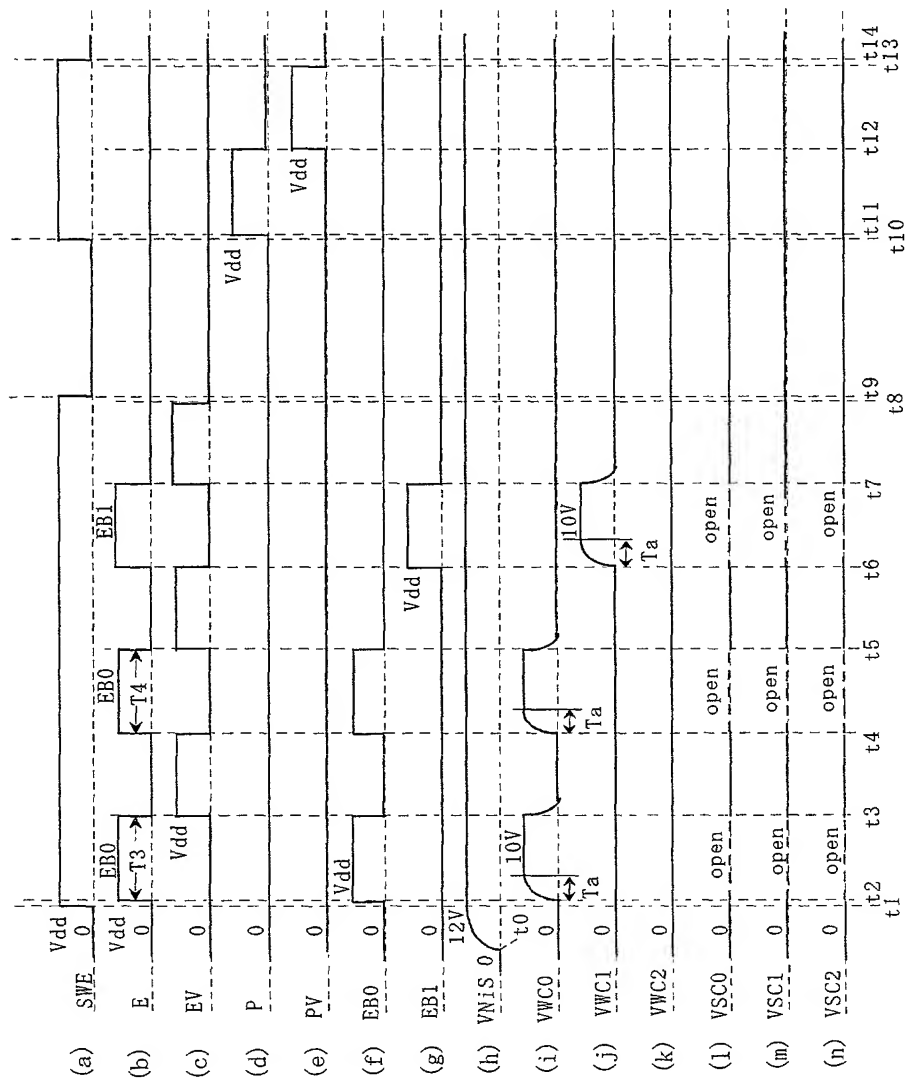 (a) SWE Vdd 0
(b) E Vdd 0 EB0 T3 EB0 T4 EB1
(c) EV 0 Vdd
(d) P 0 Vdd
(e) PV 0 Vdd
(f) EB0 0 Vdd
(g) EB1 0 Vdd
(h) VNiS 0 12V t0
(i) VWC0 0 10V Ta Ta
(j) VWC1 0 10V Ta
(k) VWC2 0
(l) VSC0 0 open open open
(m) VSC1 0 open open open
(n) VSC2 0 open open open
t1 t2 t3 t4 t5 t6 t7 t8 t9 t10 t11 t12 t13 t14